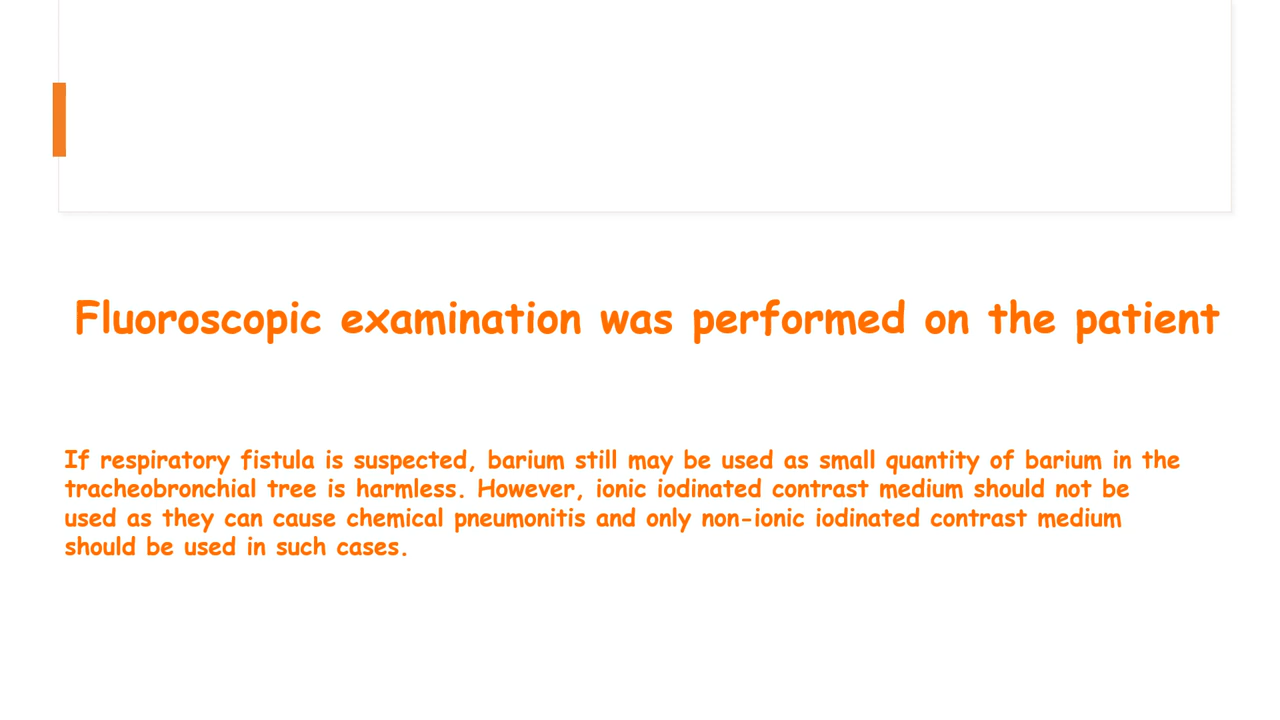 Fluoroscopic examination was performed on the patient
If respiratory fistula is suspected, barium still may be used as small quantity of barium in the
tracheobronchial tree is harmless. However, ionic iodinated contrast medium should not be
used as they can cause chemical pneumonitis and only non-ionic iodinated contrast medium
should be used in such cases.